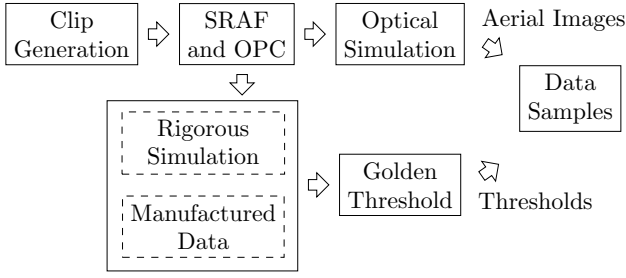 Clip
Generation
SRAF
and OPC
Optical
Simulation
Aerial Images
Data
Samples
Rigorous
Simulation
Manufactured
Data
Golden
Threshold
Thresholds